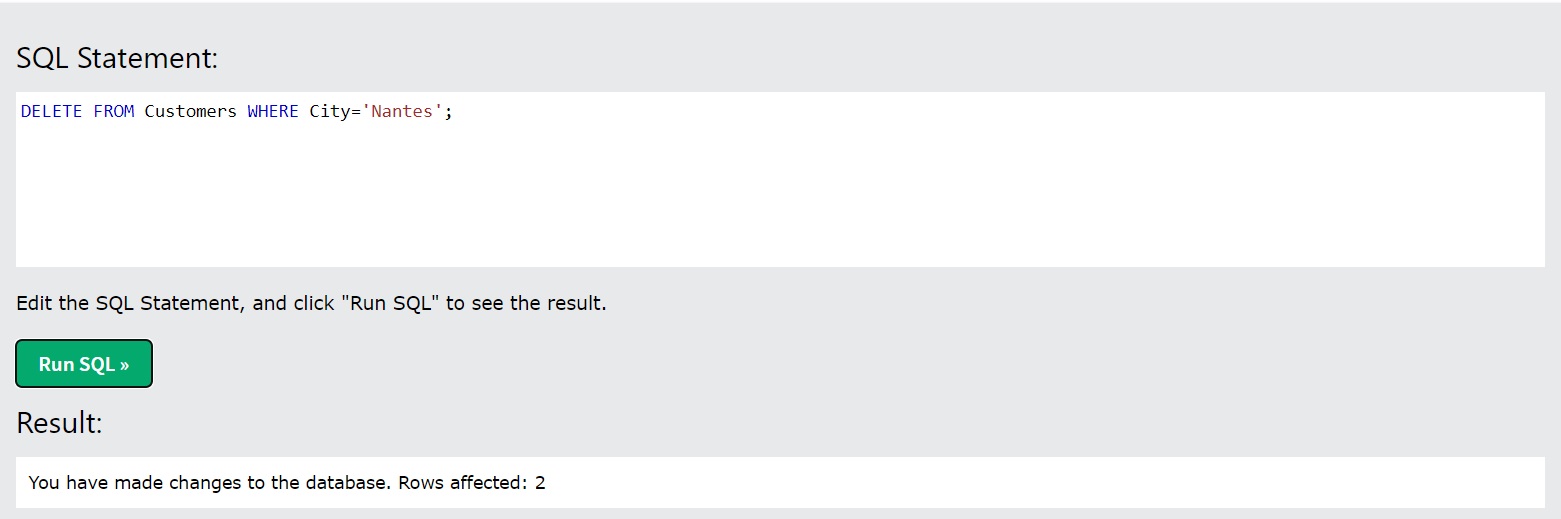 SQL Statement:
DELETE FROM Customers WHERE City='Nantes';
Edit the SQL Statement, and click "Run SQL" to see the result.
Run SQL »
Result:
You have made changes to the database. Rows affected: 2